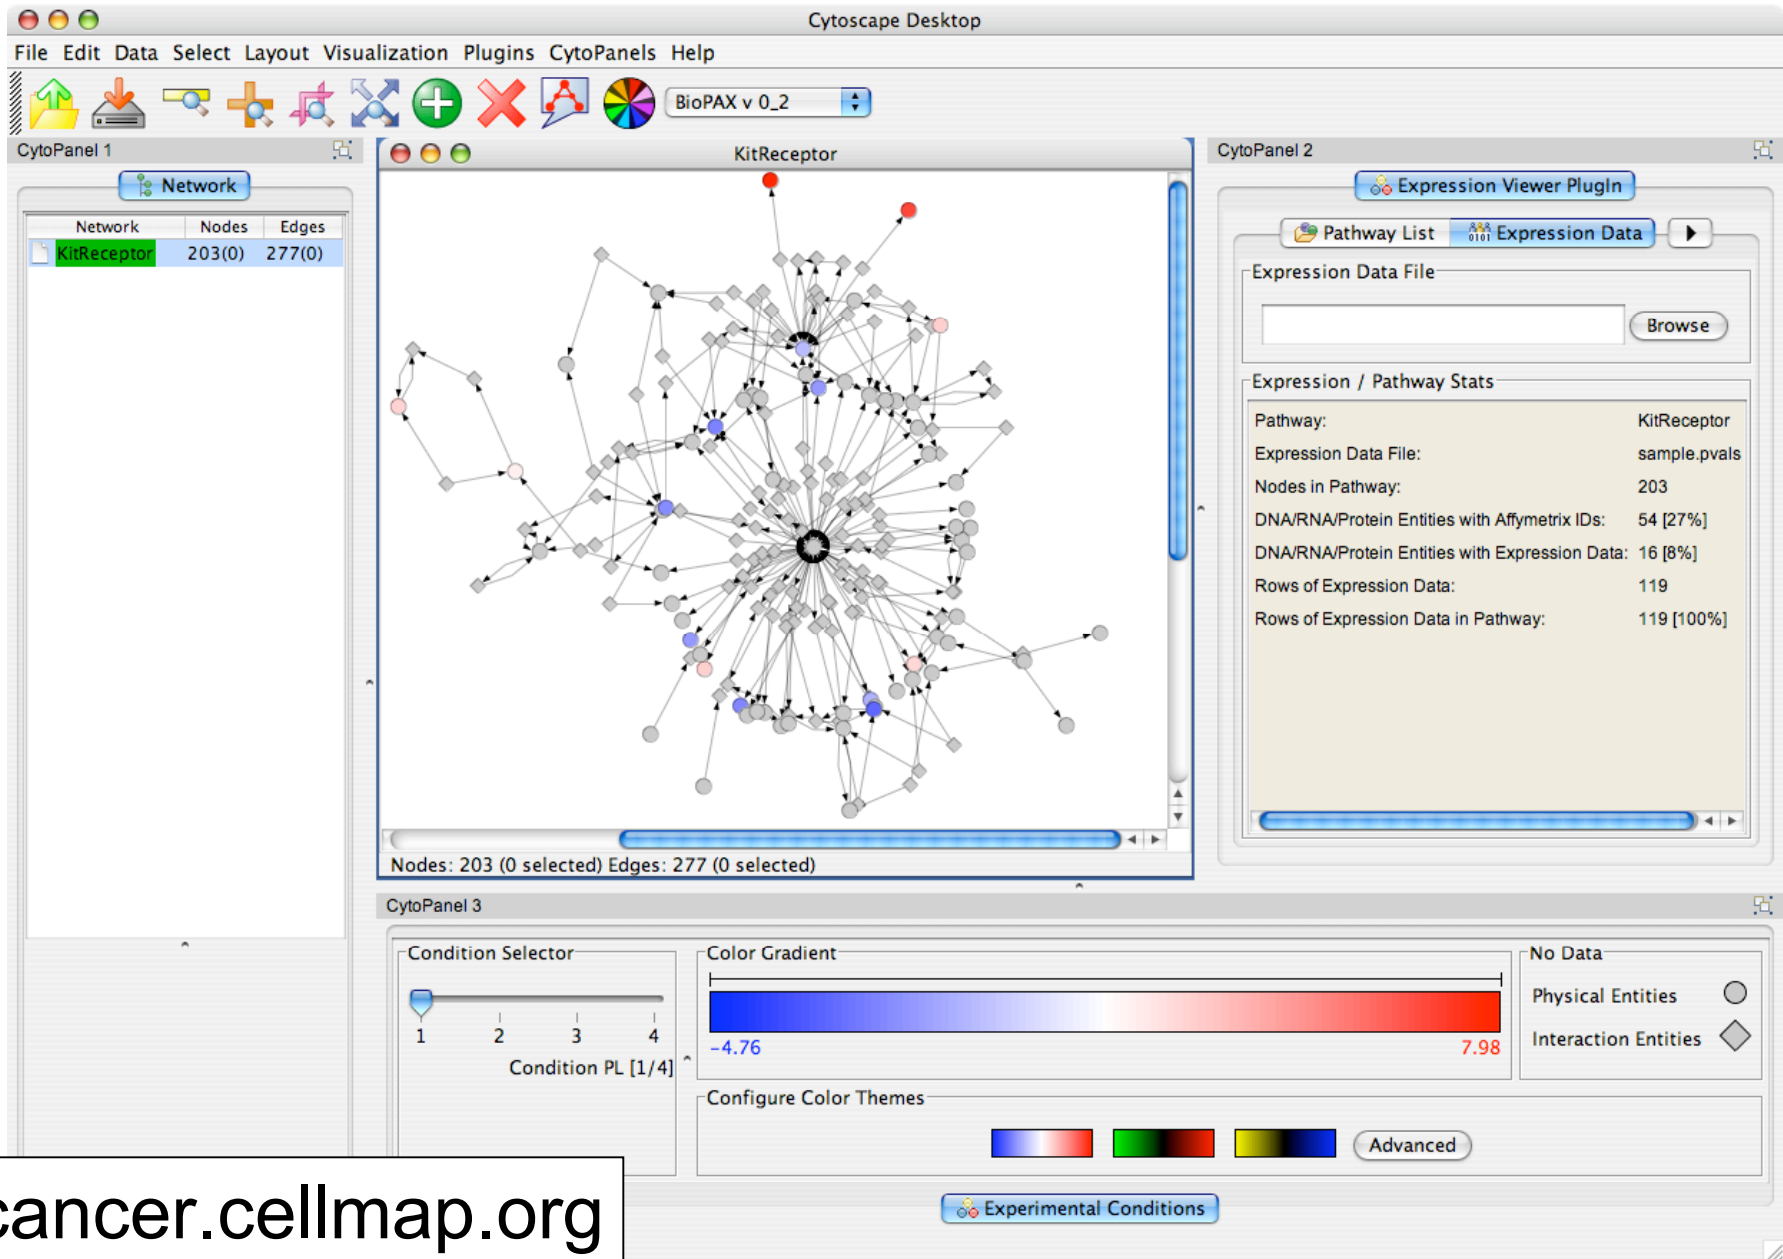 Cytoscape Desktop
File Edit Data Select Layout Visualization Plugins CytoPanels Help
BioPAX v 0_2
CytoPanel 1
Network
Network Nodes Edges
KitReceptor 203(0) 277(0)
KitReceptor
Nodes: 203 (0 selected) Edges: 277 (0 selected)
CytoPanel 2
Expression Viewer PlugIn
Pathway List Expression Data
Expression Data File
Browse
Expression / Pathway Stats
Pathway: KitReceptor
Expression Data File: sample.pvals
Nodes in Pathway: 203
DNA/RNA/Protein Entities with Affymetrix IDs: 54 [27%]
DNA/RNA/Protein Entities with Expression Data: 16 [8%]
Rows of Expression Data: 119
Rows of Expression Data in Pathway: 119 [100%]
CytoPanel 3
Condition Selector
1 2 3 4
Condition PL [1/4]
Color Gradient
-4.76 7.98
No Data
Physical Entities
Interaction Entities
Configure Color Themes
Advanced
Experimental Conditions
cancer.cellmap.org